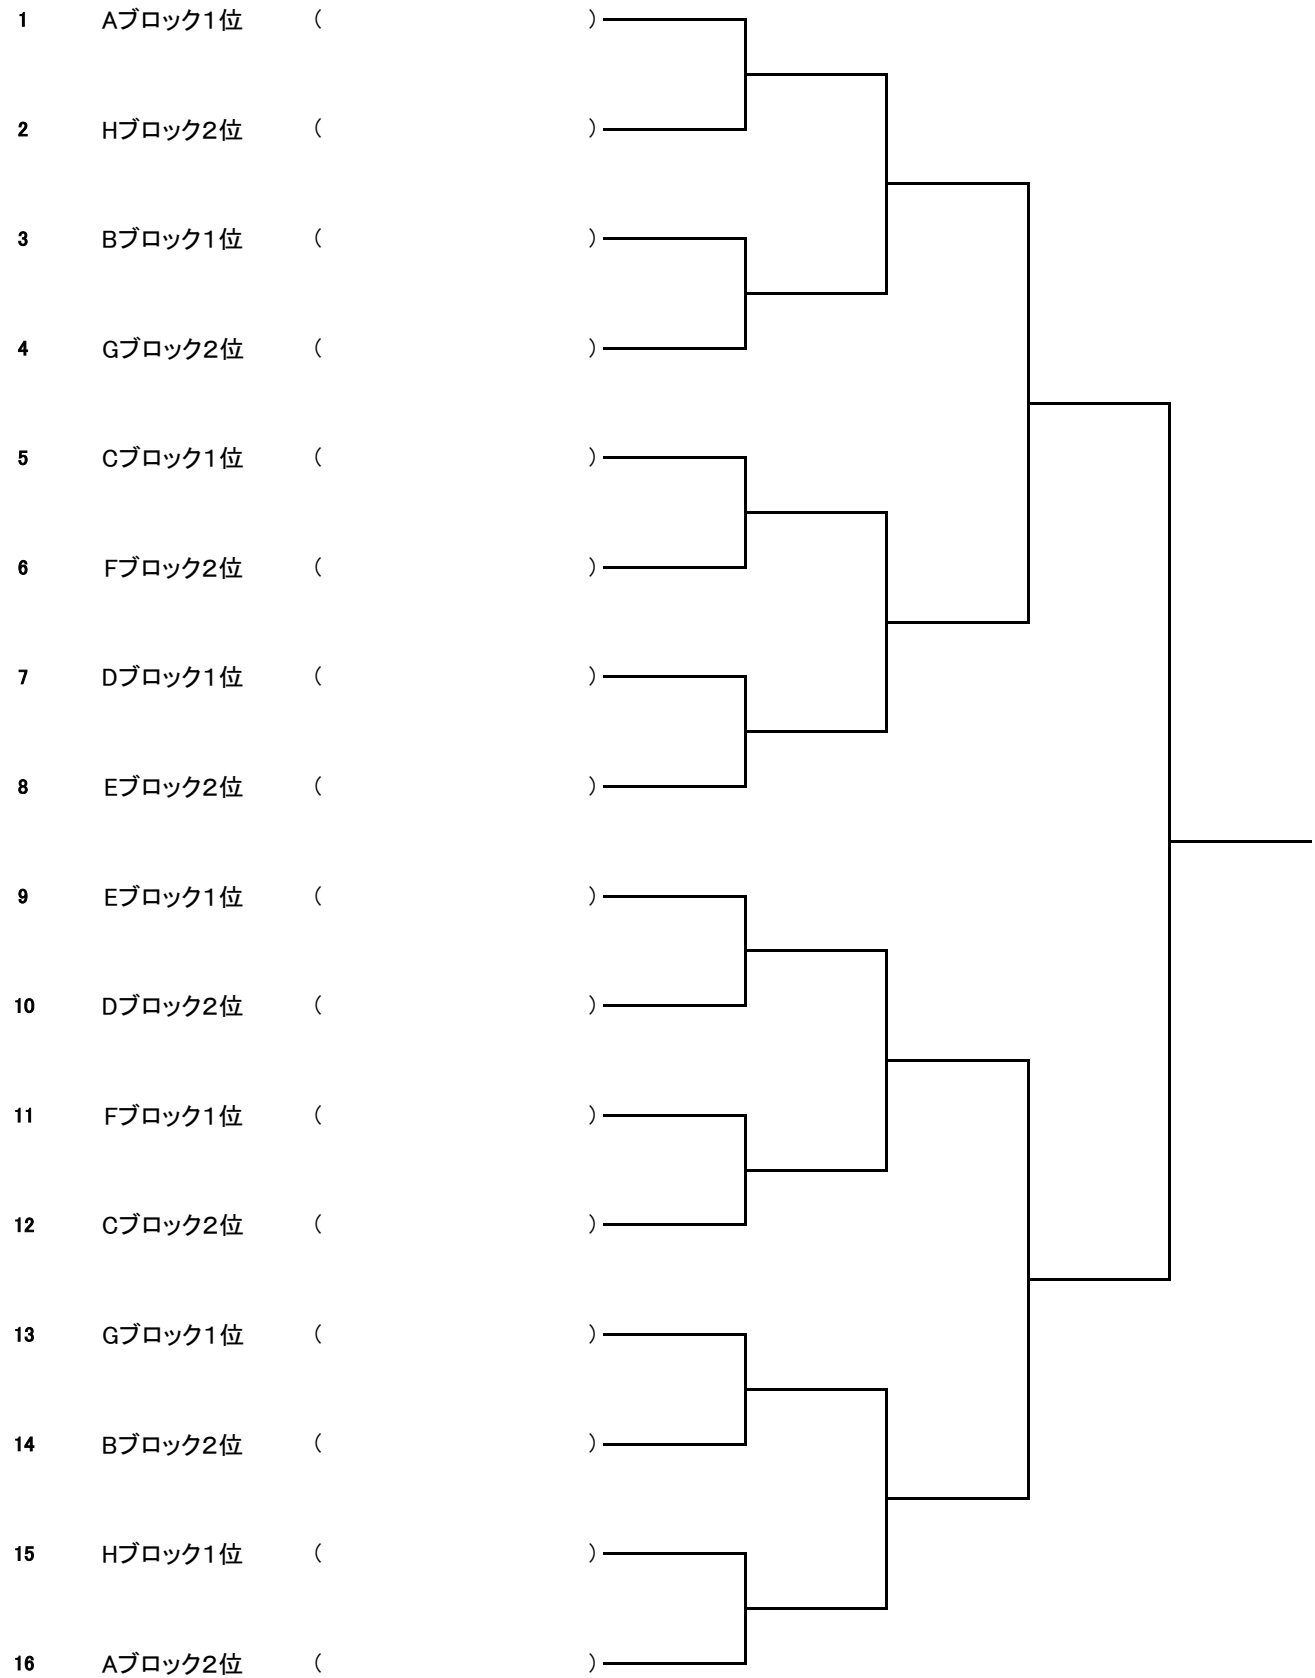 1 Aブロック１位 （ ）
2 Hブロック２位 （ ）
3 Bブロック１位 （ ）
4 Gブロック２位 （ ）
5 Cブロック１位 （ ）
6 Fブロック２位 （ ）
7 Dブロック１位 （ ）
8 Eブロック２位 （ ）
9 Eブロック１位 （ ）
10 Dブロック２位 （ ）
11 Fブロック１位 （ ）
12 Cブロック２位 （ ）
13 Gブロック１位 （ ）
14 Bブロック２位 （ ）
15 Hブロック１位 （ ）
16 Aブロック２位 （ ）